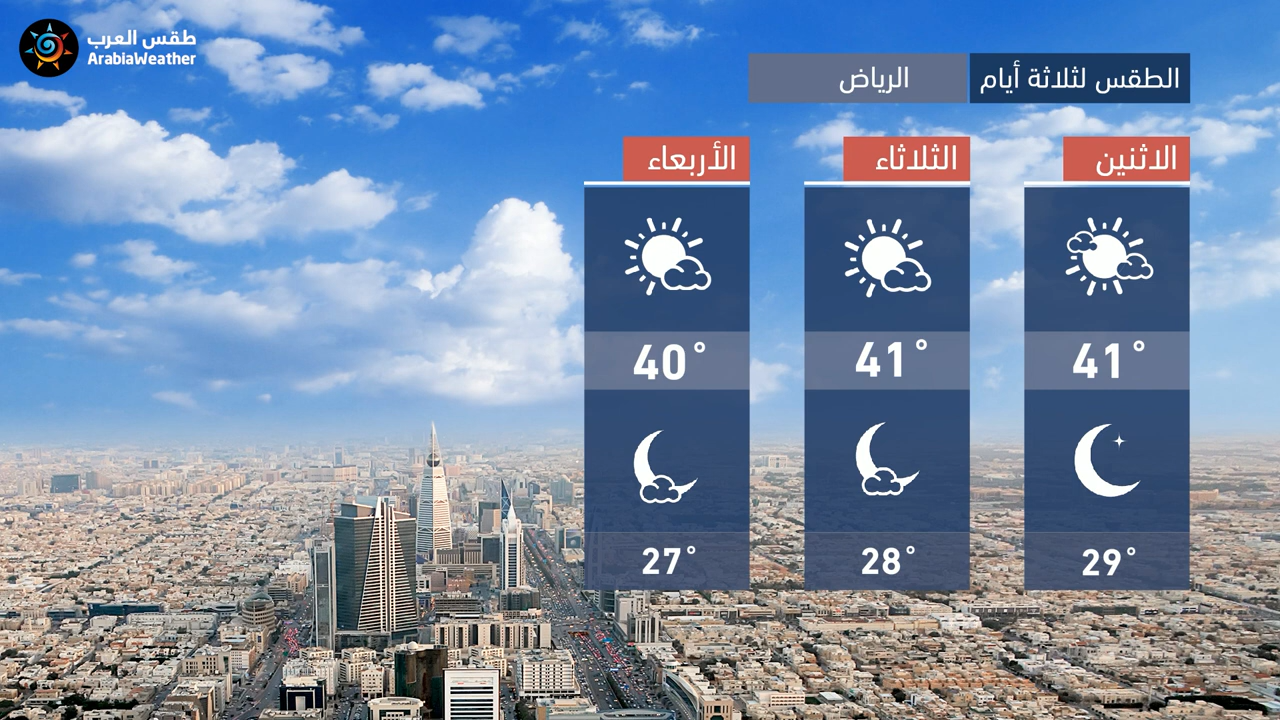 طقس العرب
ArabiaWeather
الطقس لثلاثة أيام
الرياض
الاثنين
41°
29°
الثلاثاء
41°
28°
الأربعاء
40°
27°